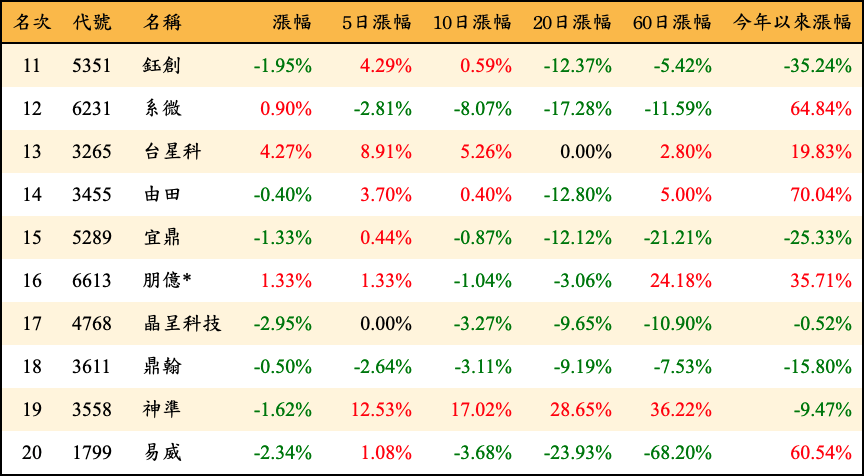 名次 代號 名稱 漲幅 5日漲幅 10日漲幅 20日漲幅 60日漲幅 今年以來漲幅
11 5351 鈺創 -1.95% 4.29% 0.59% -12.37% -5.42% -35.24%
12 6231 系微 0.90% -2.81% -8.07% -17.28% -11.59% 64.84%
13 3265 台星科 4.27% 8.91% 5.26% 0.00% 2.80% 19.83%
14 3455 由田 -0.40% 3.70% 0.40% -12.80% 5.00% 70.04%
15 5289 宜鼎 -1.33% 0.44% -0.87% -12.12% -21.21% -25.33%
16 6613 朋億* 1.33% 1.33% -1.04% -3.06% 24.18% 35.71%
17 4768 晶呈科技 -2.95% 0.00% -3.27% -9.65% -10.90% -0.52%
18 3611 鼎翰 -0.50% -2.64% -3.11% -9.19% -7.53% -15.80%
19 3558 神準 -1.62% 12.53% 17.02% 28.65% 36.22% -9.47%
20 1799 易威 -2.34% 1.08% -3.68% -23.93% -68.20% 60.54%